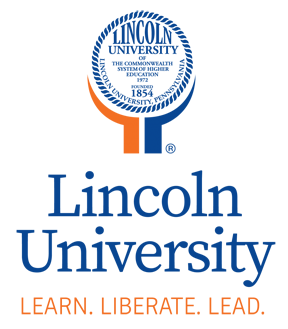 LINCOLN
UNIVERSITY
OF
THE COMMONWEALTH
SYSTEM OF HIGHER
EDUCATION
1972
FOUNDED
1854
LINCOLN UNIVERSITY, PENNSYLVANIA
®
Lincoln
University
LEARN. LIBERATE. LEAD.